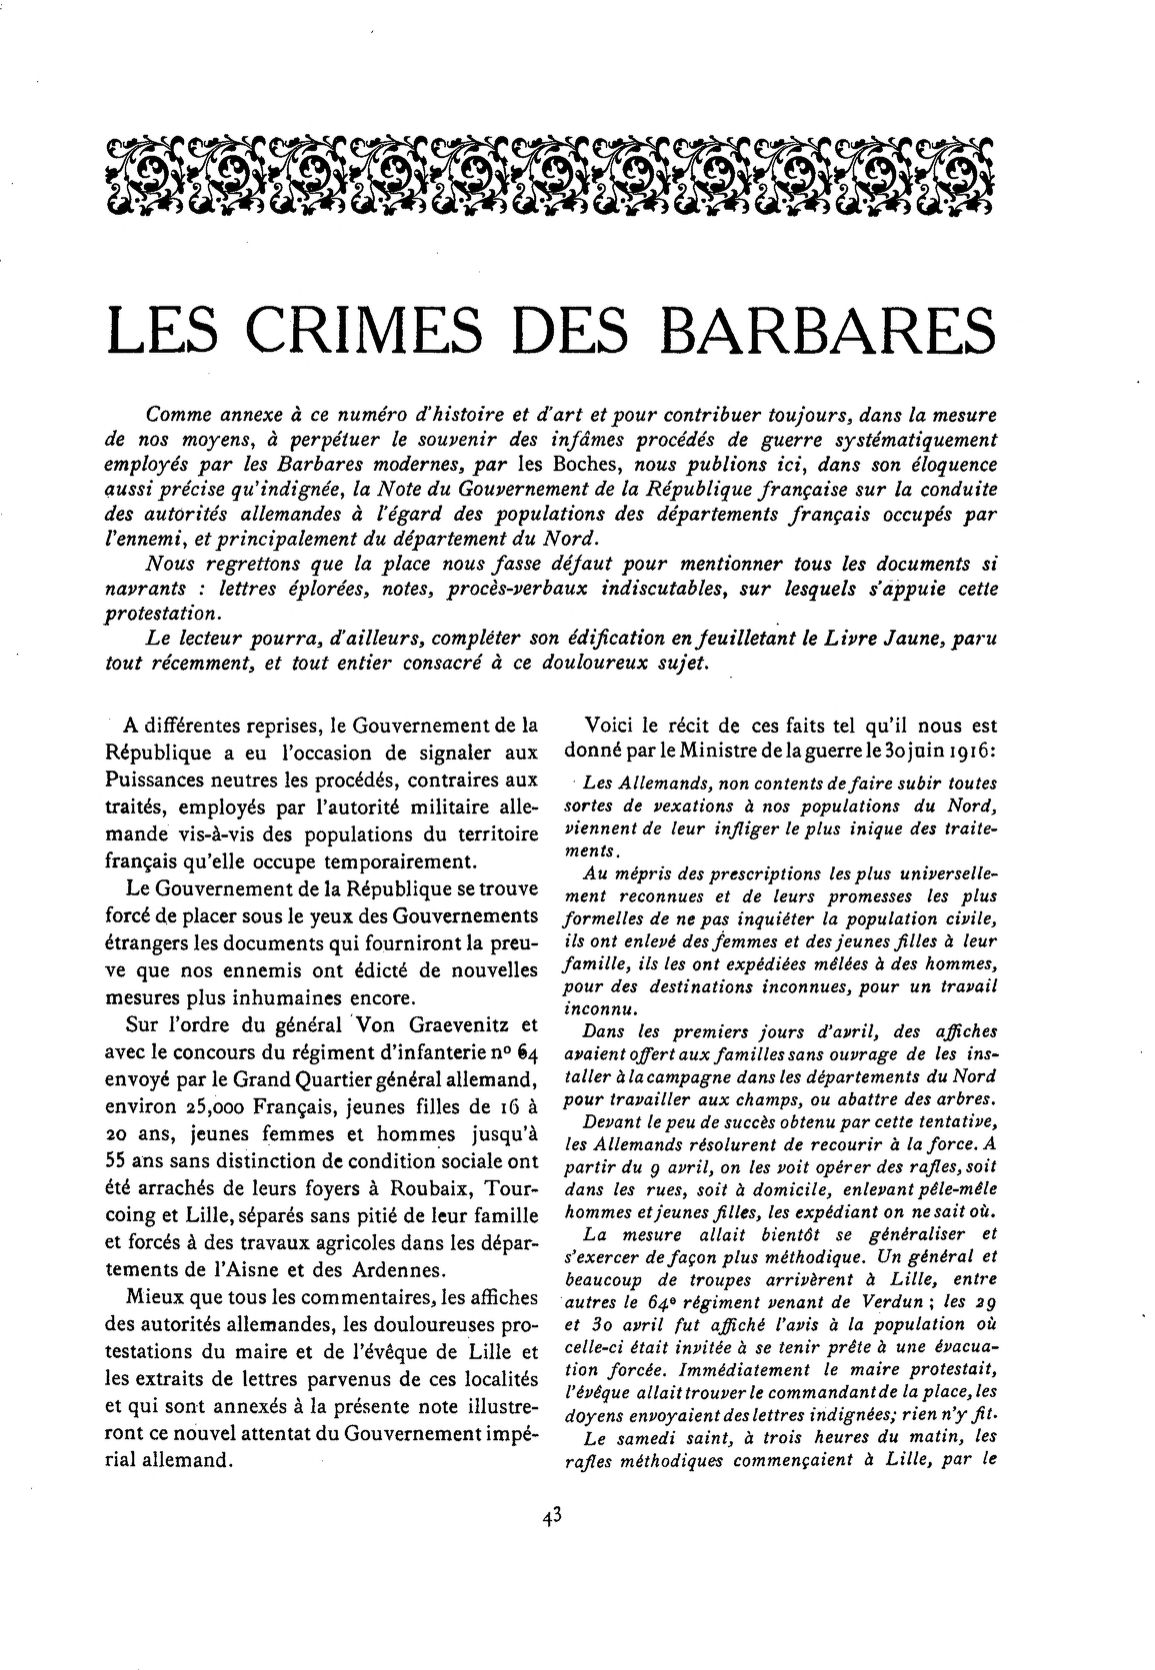 LES CRIMES DES BARBARES
Comme annexe à ce numéro d'histoire et d'art et pour contribuer toujours, dans la mesure
de nos moyens, à perpétuer le souvenir des infâmes procédés de guerre systématiquement
employés par les Barbares modernes, par les Boches, nous publions ici, dans son éloquence
aussi précise qu'indignée, la Note du Gouvernement de la République française sur la conduite
des autorités allemandes à l'égard des populations des départements français occupés par
l'ennemi, et principalement du département du Nord.
Nous regrettons que la place nous fasse défaut pour mentionner tous les documents si
navrants : lettres éplorées, notes, procès-verbaux indiscutables, sur lesquels s'appuie cette
protestation.
Le lecteur pourra, d'ailleurs, compléter son édification en feuilletant le Livre Jaune, paru
tout récemment, et tout entier consacré à ce douloureux sujet.
A différentes reprises, le Gouvernement de la
République a eu l'occasion de signaler aux
Puissances neutres les procédés, contraires aux
traités, employés par l'autorité militaire alle-
mande vis-à-vis des populations du territoire
français qu'elle occupe temporairement.
Le Gouvernement de la République se trouve
forcé de placer sous le yeux des Gouvernements
étrangers les documents qui fourniront la preu-
ve que nos ennemis ont édicté de nouvelles
mesures plus inhumaines encore.
Sur l'ordre du général Von Graevenitz et
avec le concours du régiment d'infanterie nº 64
envoyé par le Grand Quartier général allemand,
environ 25,000 Français, jeunes filles de 16 à
20 ans, jeunes femmes et hommes jusqu'à
55 ans sans distinction de condition sociale ont
été arrachés de leurs foyers à Roubaix, Tour-
coing et Lille, séparés sans pitié de leur famille
et forcés à des travaux agricoles dans les dépar-
tements de l'Aisne et des Ardennes.
Mieux que tous les commentaires, les affiches
des autorités allemandes, les douloureuses pro-
testations du maire et de l'évêque de Lille et
les extraits de lettres parvenus de ces localités
et qui sont annexés à la présente note illustre-
ront ce nouvel attentat du Gouvernement impé-
rial allemand.
Voici le récit de ces faits tel qu'il nous est
donné par le Ministre de la guerre le 30 juin 1916:
Les Allemands, non contents de faire subir toutes
sortes de vexations à nos populations du Nord,
viennent de leur infliger le plus inique des traite-
ments.
Au mépris des prescriptions les plus universelle-
ment reconnues et de leurs promesses les plus
formelles de ne pas inquiéter la population civile,
ils ont enlevé des femmes et des jeunes filles à leur
famille, ils les ont expédiées mêlées à des hommes,
pour des destinations inconnues, pour un travail
inconnu.
Dans les premiers jours d'avril, des affiches
avaient offert aux familles sans ouvrage de les ins-
taller à la campagne dans les départements du Nord
pour travailler aux champs, ou abattre des arbres.
Devant le peu de succès obtenu par cette tentative,
les Allemands résolurent de recourir à la force. A
partir du 9 avril, on les voit opérer des rafles, soit
dans les rues, soit à domicile, enlevant pêle-mêle
hommes et jeunes filles, les expédiant on ne sait où.
La mesure allait bientôt se généraliser et
s'exercer de façon plus méthodique. Un général et
beaucoup de troupes arrivèrent à Lille, entre
autres le 64e régiment venant de Verdun ; les 29
et 30 avril fut affiché l'avis à la population où
celle-ci était invitée à se tenir prête à une évacua-
tion forcée. Immédiatement le maire protestait,
l'évêque allait trouver le commandant de la place, les
doyens envoyaient des lettres indignées; rien n'y fit.
Le samedi saint, à trois heures du matin, les
rafles méthodiques commençaient à Lille, par le
43